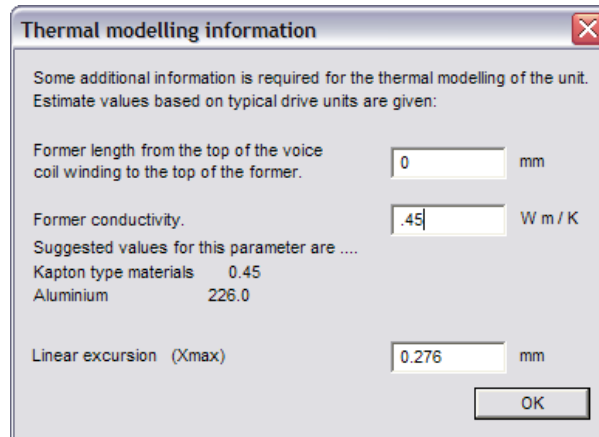 Thermal modelling information
Some additional information is required for the thermal modelling of the unit.
Estimate values based on typical drive units are given:
Former length from the top of the voice
coil winding to the top of the former.
0 mm
Former conductivity. .45 W m / K
Suggested values for this parameter are ....
Kapton type materials 0.45
Aluminium 226.0
Linear excursion (Xmax) 0.276 mm
OK